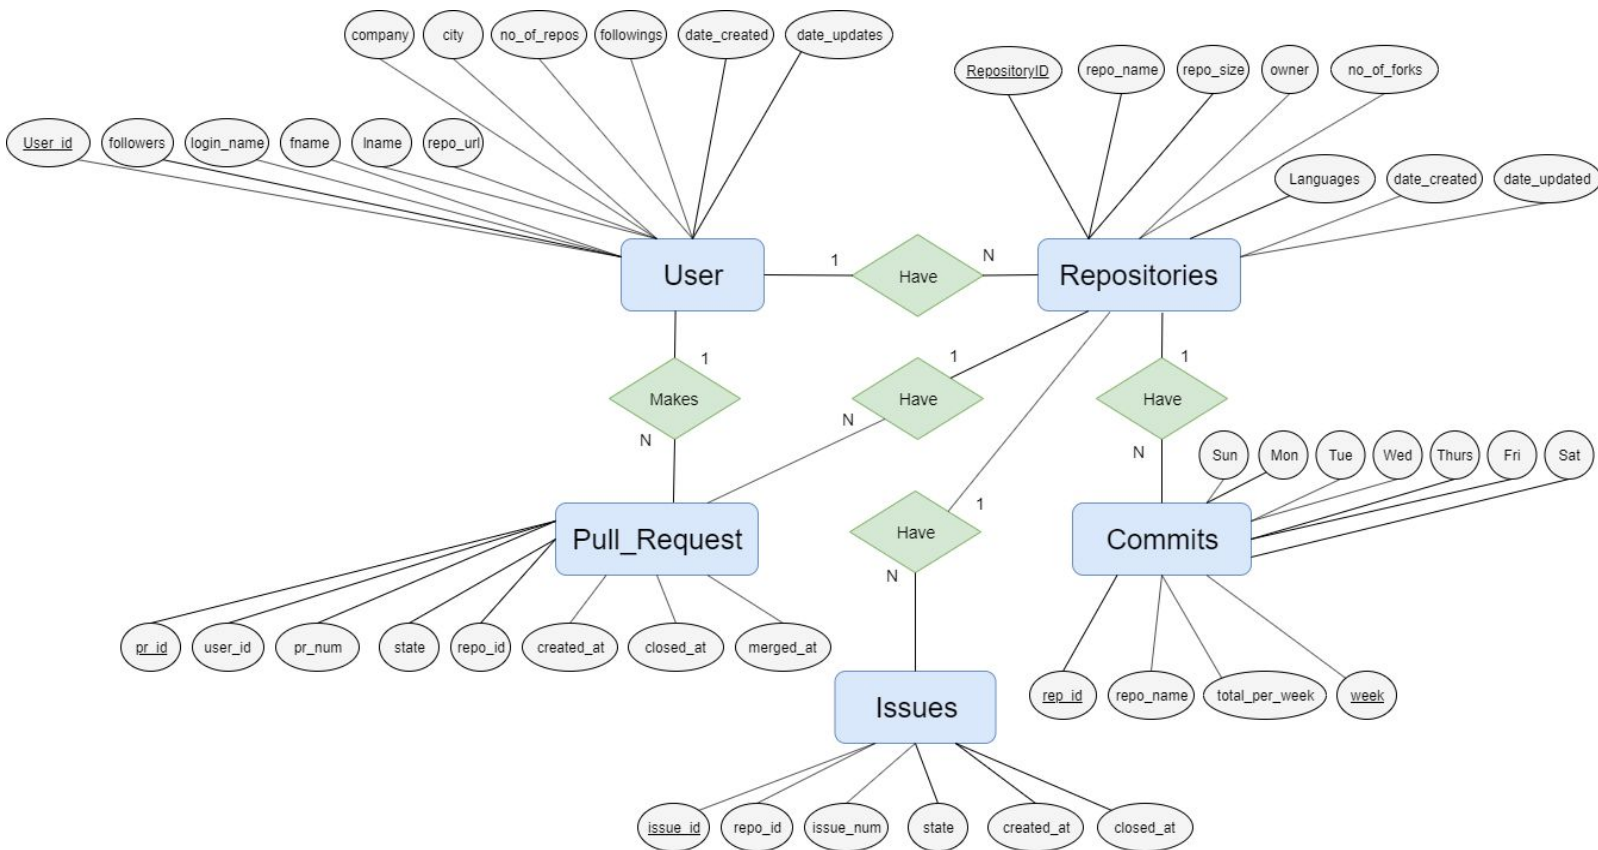 company
city
no_of_repos
followings
date_created
date_updates
RepositoryID
repo_name
repo_size
owner
no_of_forks
User_id
followers
login_name
fname
lname
repo_url
Languages
date_created
date_updated
User
1
Have
N
Repositories
1
Makes
N
1
Have
N
1
Have
N
Sun
Mon
Tue
Wed
Thurs
Fri
Sat
1
Have
N
Pull_Request
Commits
pr_id
user_id
pr_num
state
repo_id
created_at
closed_at
merged_at
rep_id
repo_name
total_per_week
week
Issues
issue_id
repo_id
issue_num
state
created_at
closed_at